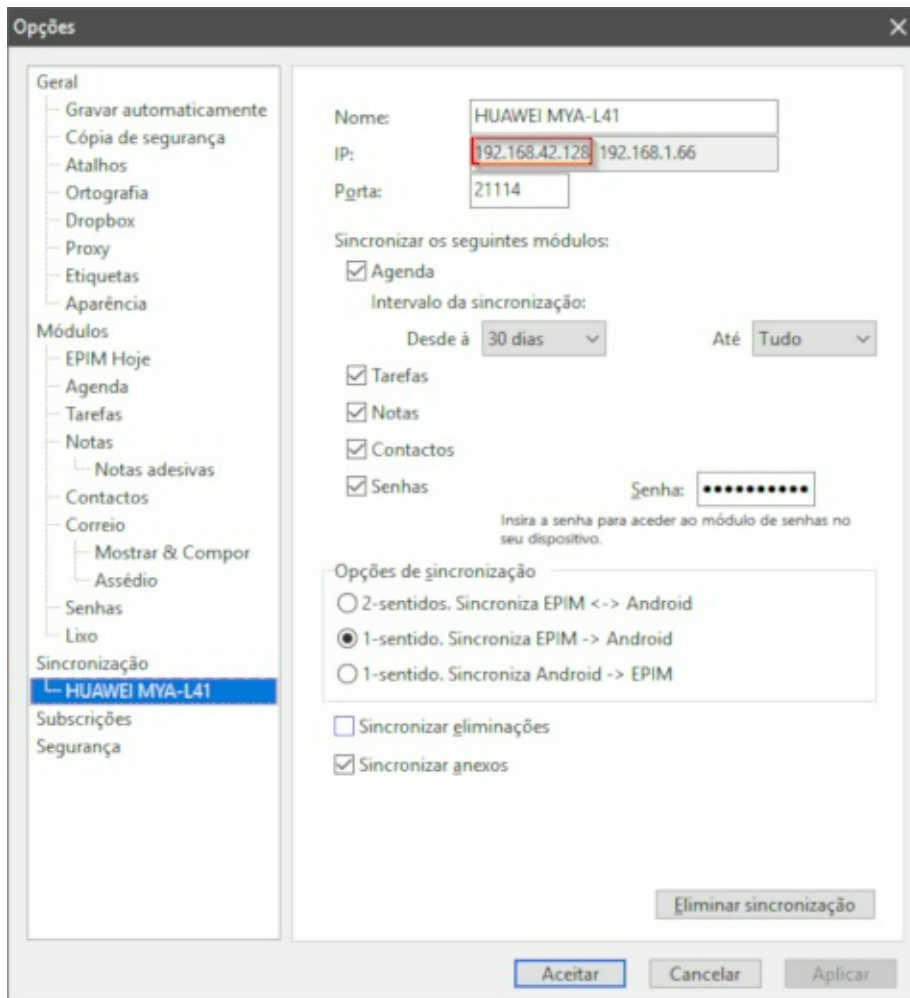 Opções
Geral
Gravar automaticamente
Cópia de segurança
Atalhos
Ortografia
Dropbox
Proxy
Etiquetas
Aparência
Módulos
EPIM Hoje
Agenda
Tarefas
Notas
Notas adesivas
Contactos
Correio
Mostrar & Compor
Assédio
Senhas
Lixo
Sincronização
HUAWEI MYA-L41
Subscrições
Segurança
Nome: HUAWEI MYA-L41
IP: 192.168.42.128 192.168.1.66
Porta: 21114
Sincronizar os seguintes módulos:
Agenda
Intervalo da sincronização:
Desde à 30 dias Até Tudo
Tarefas
Notas
Contactos
Senhas Senha: ••••••••••
Insira a senha para aceder ao módulo de senhas no
seu dispositivo.
Opções de sincronização
2-sentidos. Sincroniza EPIM <-> Android
1-sentido. Sincroniza EPIM -> Android
1-sentido. Sincroniza Android -> EPIM
Sincronizar eliminações
Sincronizar anexos
Eliminar sincronização
Aceitar Cancelar Aplicar